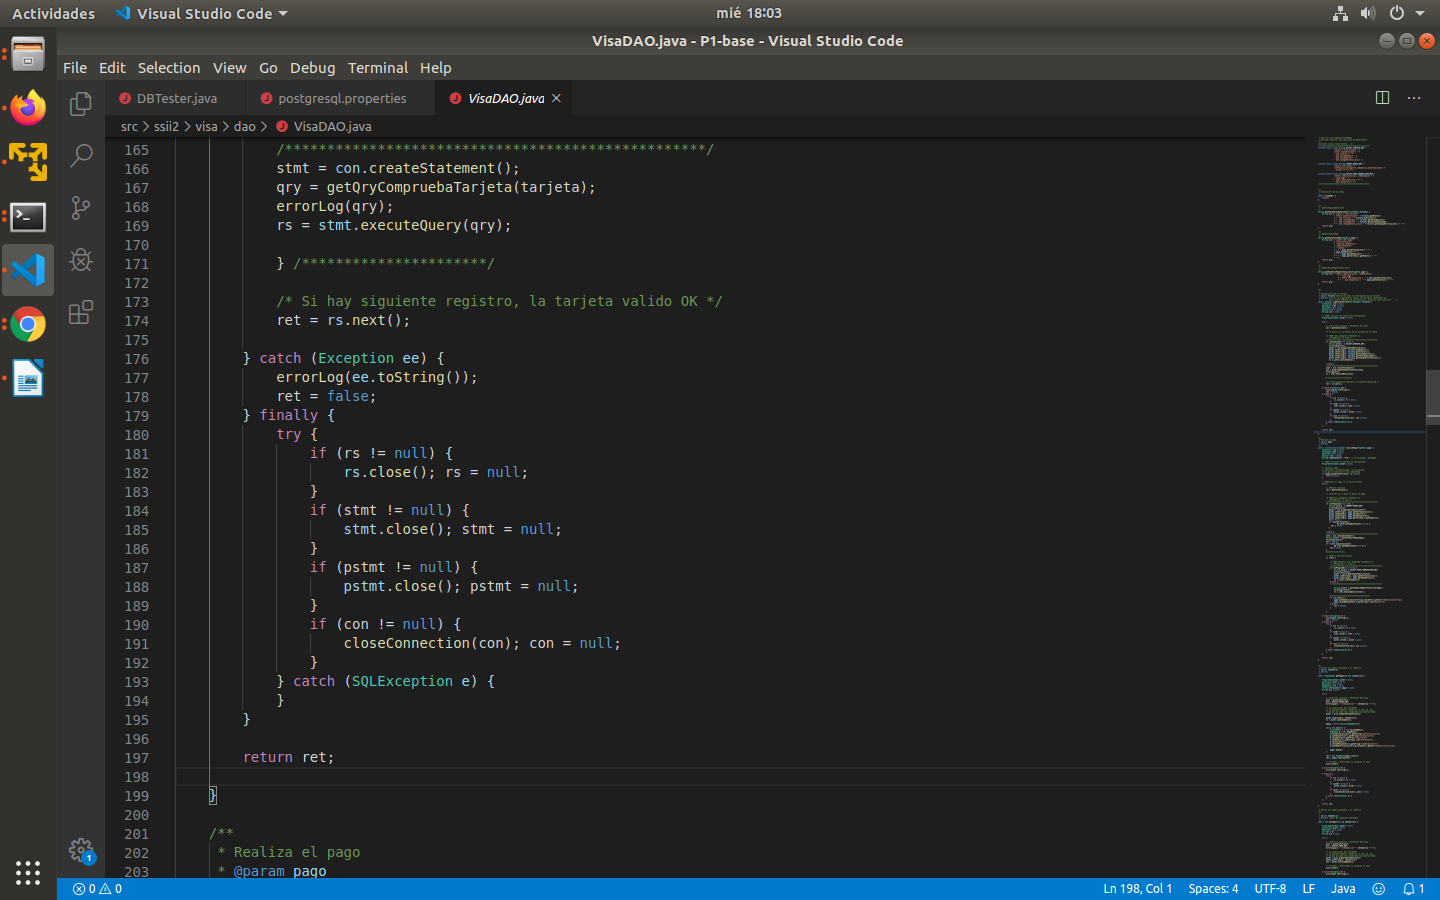 Actividades
Visual Studio Code
mié 18:03
VisaDAO.java - P1-base - Visual Studio Code
File Edit Selection View Go Debug Terminal Help
DBTester.java
postgresql.properties
VisaDAO.java
src > ssii2 > visa > dao > VisaDAO.java
165 /**************************************************/
166 stmt = con.createStatement();
167 qry = getQryCompruebaTarjeta(tarjeta);
168 errorLog(qry);
169 rs = stmt.executeQuery(qry);
170
171 } /**********************/
172
173 /* Si hay siguiente registro, la tarjeta valido OK */
174 ret = rs.next();
175
176 } catch (Exception ee) {
177 errorLog(ee.toString());
178 ret = false;
179 } finally {
180 try {
181 if (rs != null) {
182 rs.close(); rs = null;
183 }
184 if (stmt != null) {
185 stmt.close(); stmt = null;
186 }
187 if (pstmt != null) {
188 pstmt.close(); pstmt = null;
189 }
190 if (con != null) {
191 closeConnection(con); con = null;
192 }
193 } catch (SQLException e) {
194 }
195 }
196
197 return ret;
198
199 }
200
201 /**
202 * Realiza el pago
203 * @param pago
1
0 0
Ln 198, Col 1
Spaces: 4
UTF-8
LF
Java
1